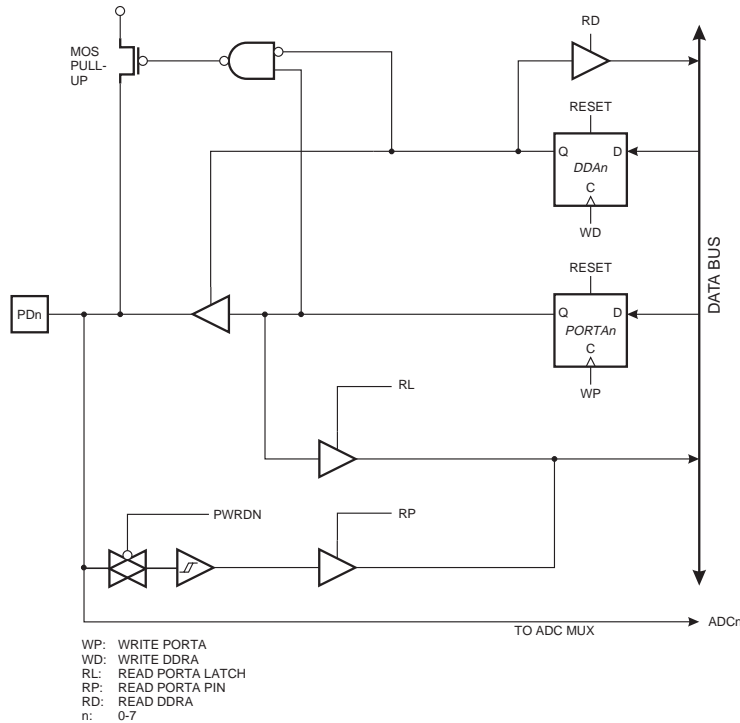 RD
MOS
PULL-
UP
RESET
Q D
DDAn
C
WD
DATA BUS
RESET
PDn
Q D
PORTAn
C
RL
WP
PWRDN
RP
TO ADC MUX
ADCn
WP: WRITE PORTA
WD: WRITE DDRA
RL: READ PORTA LATCH
RP: READ PORTA PIN
RD: READ DDRA
n: 0-7